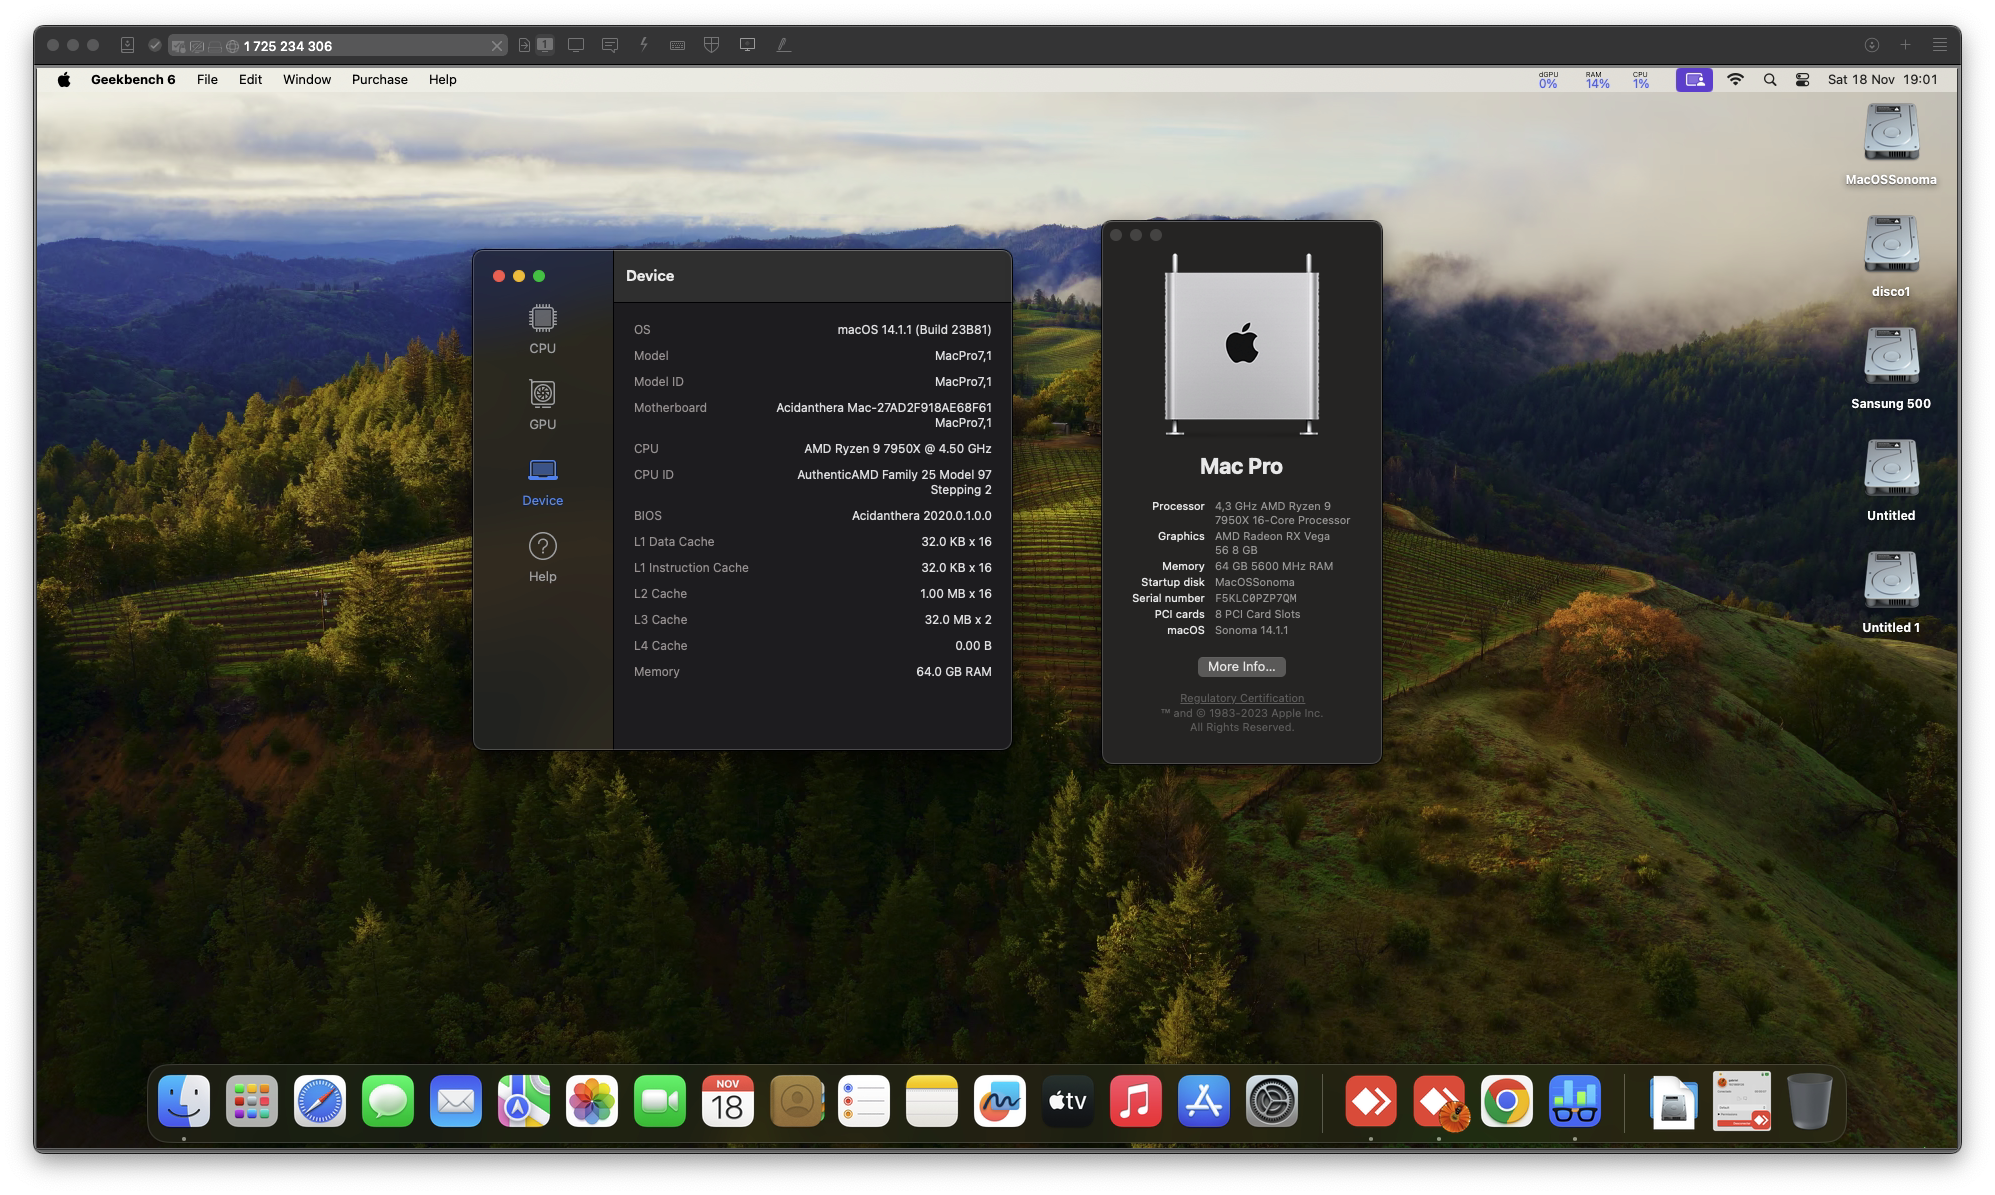 1 725 234 306
1
Geekbench 6 File Edit Window Purchase Help
dGPU 0% RAM 14% CPU 1% Sat 18 Nov 19:01
MacOSSonoma
disco1
Sansung 500
Untitled
Untitled 1
CPU
GPU
Device
Help
Device
OS macOS 14.1.1 (Build 23B81)
Model MacPro7,1
Model ID MacPro7,1
Motherboard Acidanthera Mac-27AD2F918AE68F61
MacPro7,1
CPU AMD Ryzen 9 7950X @ 4.50 GHz
CPU ID AuthenticAMD Family 25 Model 97
Stepping 2
BIOS Acidanthera 2020.0.1.0.0
L1 Data Cache 32.0 KB x 16
L1 Instruction Cache 32.0 KB x 16
L2 Cache 1.00 MB x 16
L3 Cache 32.0 MB x 2
L4 Cache 0.00 B
Memory 64.0 GB RAM
Mac Pro
Processor 4,3 GHz AMD Ryzen 9
7950X 16-Core Processor
Graphics AMD Radeon RX Vega
56 8 GB
Memory 64 GB 5600 MHz RAM
Startup disk MacOSSonoma
Serial number F5KLC0PZP7QM
PCI cards 8 PCI Card Slots
macOS Sonoma 14.1.1
More Info...
Regulatory Certification
™ and © 1983-2023 Apple Inc.
All Rights Reserved.
NOV
18
tv